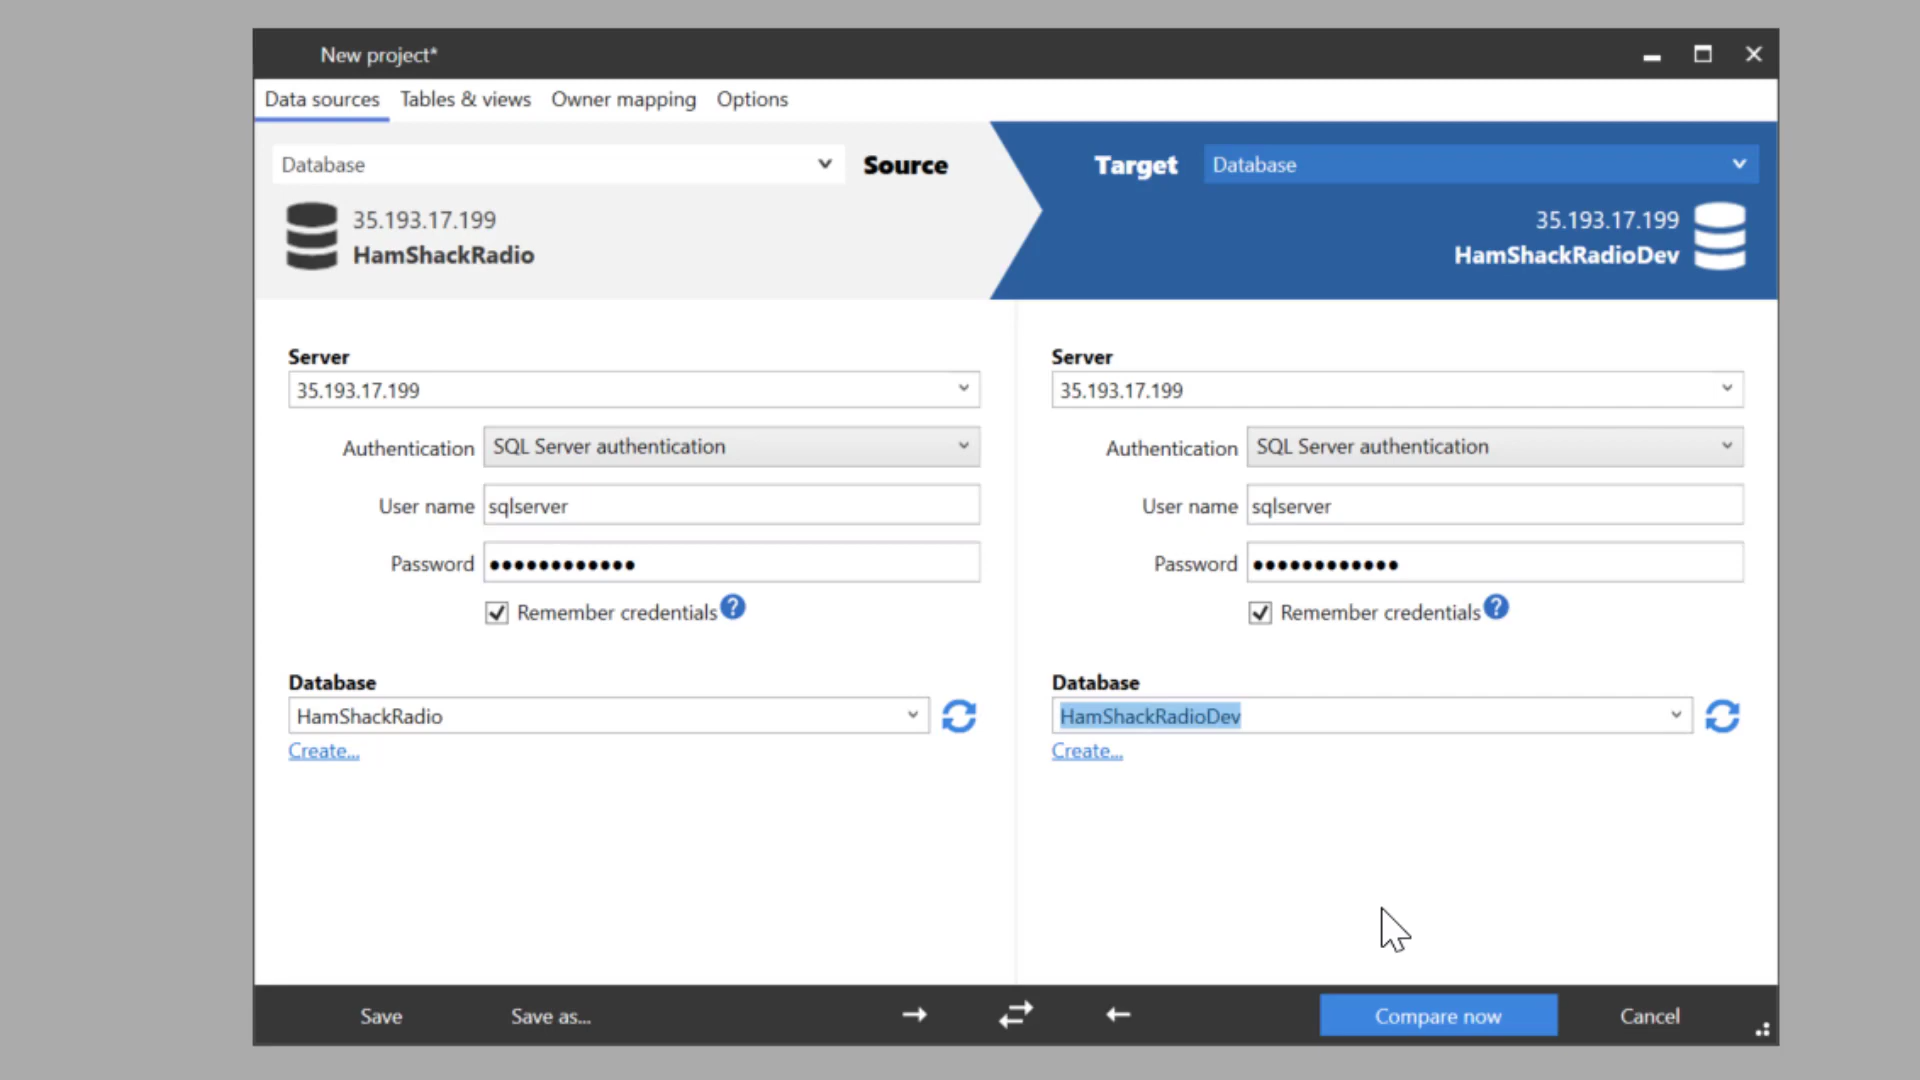 New project*
Data sources Tables & views Owner mapping Options
Database Source Target Database
35.193.17.199
HamShackRadio
35.193.17.199
HamShackRadioDev
Server
35.193.17.199
Authentication SQL Server authentication
User name sqlserver
Password ●●●●●●●●●●●●
Remember credentials ?
Database
HamShackRadio
Create...
Server
35.193.17.199
Authentication SQL Server authentication
User name sqlserver
Password ●●●●●●●●●●●●
Remember credentials ?
Database
HamShackRadioDev
Create...
Save Save as... Compare now Cancel